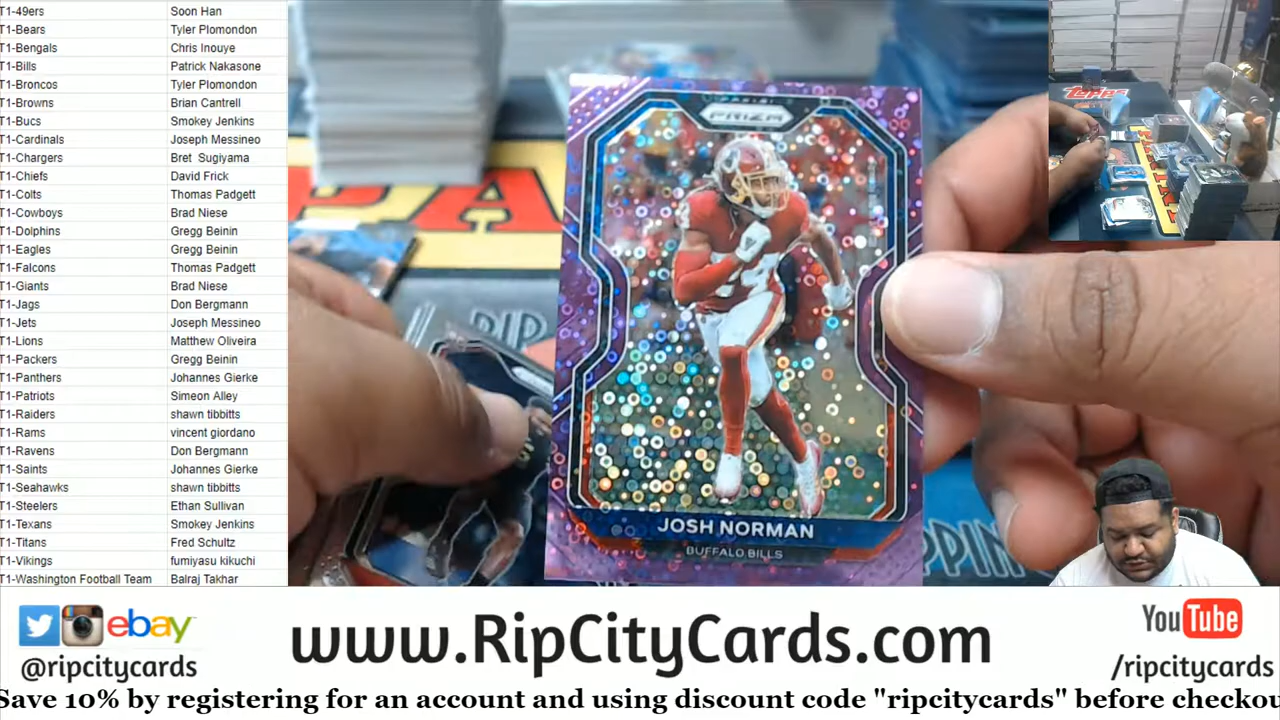 T1-49ers Soon Han
T1-Bears Tyler Plomondon
T1-Bengals Chris Inouye
T1-Bills Patrick Nakasone
T1-Broncos Tyler Plomondon
T1-Browns Brian Cantrell
T1-Bucs Smokey Jenkins
T1-Cardinals Joseph Messineo
T1-Chargers Bret Sugiyama
T1-Chiefs David Frick
T1-Colts Thomas Padgett
T1-Cowboys Brad Niese
T1-Dolphins Gregg Beinin
T1-Eagles Gregg Beinin
T1-Falcons Thomas Padgett
T1-Giants Brad Niese
T1-Jags Don Bergmann
T1-Jets Joseph Messineo
T1-Lions Matthew Oliveira
T1-Packers Gregg Beinin
T1-Panthers Johannes Gierke
T1-Patriots Simeon Alley
T1-Raiders shawn tibbitts
T1-Rams vincent giordano
T1-Ravens Don Bergmann
T1-Saints Johannes Gierke
T1-Seahawks shawn tibbitts
T1-Steelers Ethan Sullivan
T1-Texans Smokey Jenkins
T1-Titans Fred Schultz
T1-Vikings fumiyasu kikuchi
T1-Washington Football Team Balraj Takhar
PA
RIP
PRIZM
JOSH NORMAN
BUFFALO BILLS
PPIN
Topps
ebay
@ripcitycards
www.RipCityCards.com
YouTube
/ripcitycards
Save 10% by registering for an account and using discount code "ripcitycards" before checkou